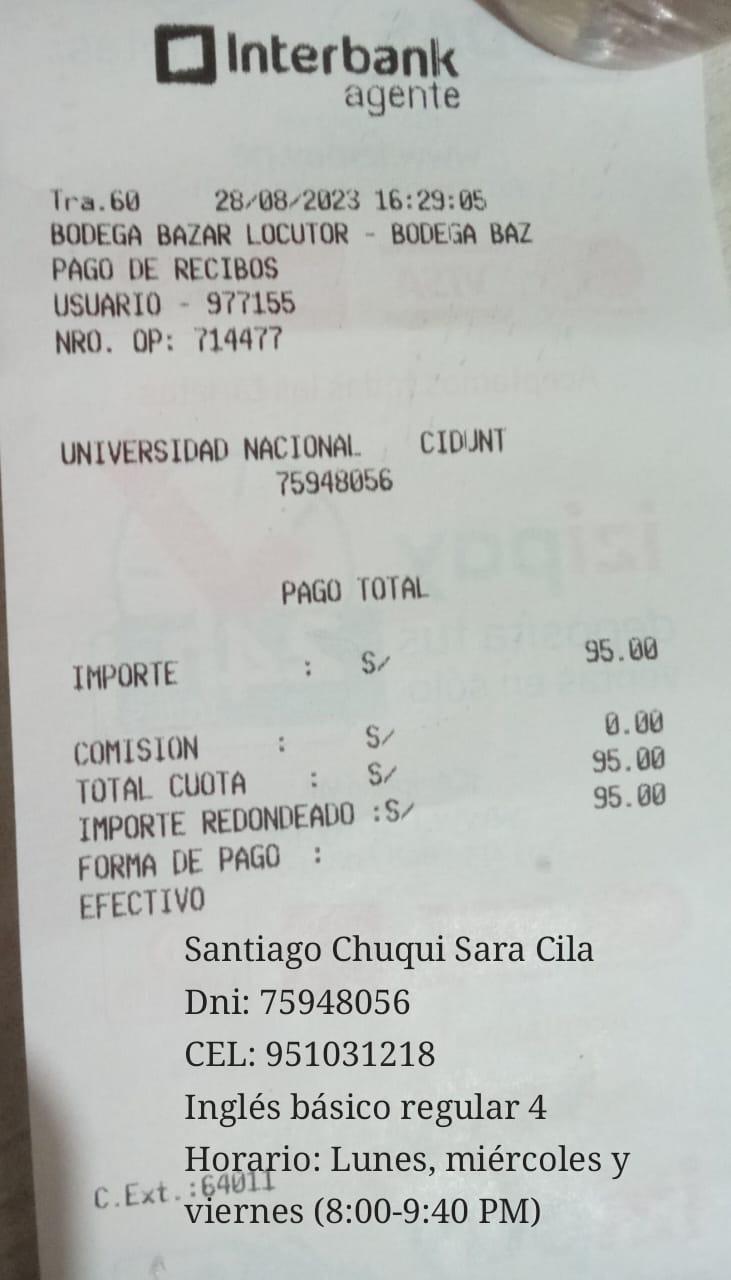 Interbank
agente
Tra.60 28/08/2023 16:29:05
BODEGA BAZAR LOCUTOR - BODEGA BAZ
PAGO DE RECIBOS
USUARIO - 977155
NRO. OP: 714477
UNIVERSIDAD NACIONAL CIDUNT
75948056
PAGO TOTAL
IMPORTE : S/ 95.00
COMISION : S/ 0.00
TOTAL CUOTA : S/ 95.00
IMPORTE REDONDEADO :S/ 95.00
FORMA DE PAGO :
EFECTIVO
Santiago Chuqui Sara Cila
Dni: 75948056
CEL: 951031218
Inglés básico regular 4
Horario: Lunes, miércoles y
C.Ext.:64011
viernes (8:00-9:40 PM)